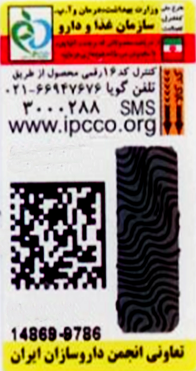 وزارت بهداشت،درمان و آ.پ.
سازمان غذا و دارو
کنترل کد ۱۶ رقمی محصول از طریق
تلفن گویا ۶۶۹۴۷۶۷۶-۰۲۱
۳۰۰۰۲۸۸ SMS
www.ipcco.org
14869-9786
تعاونی انجمن داروسازان ایران